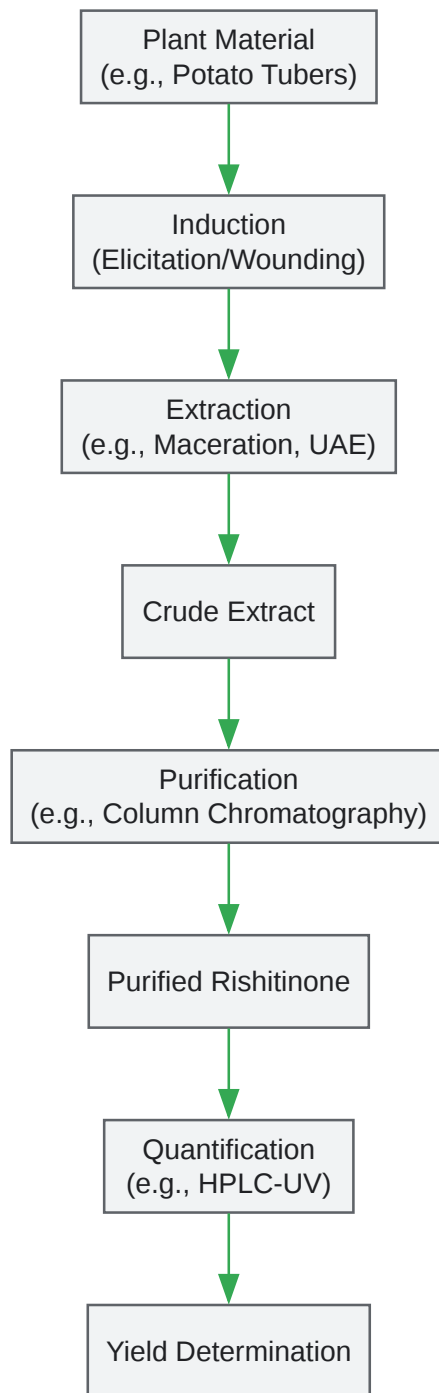 Plant Material
(e.g., Potato Tubers)
Induction
(Elicitation/Wounding)
Extraction
(e.g., Maceration, UAE)
Crude Extract
Purification
(e.g., Column Chromatography)
Purified Rishitinone
Quantification
(e.g., HPLC-UV)
Yield Determination